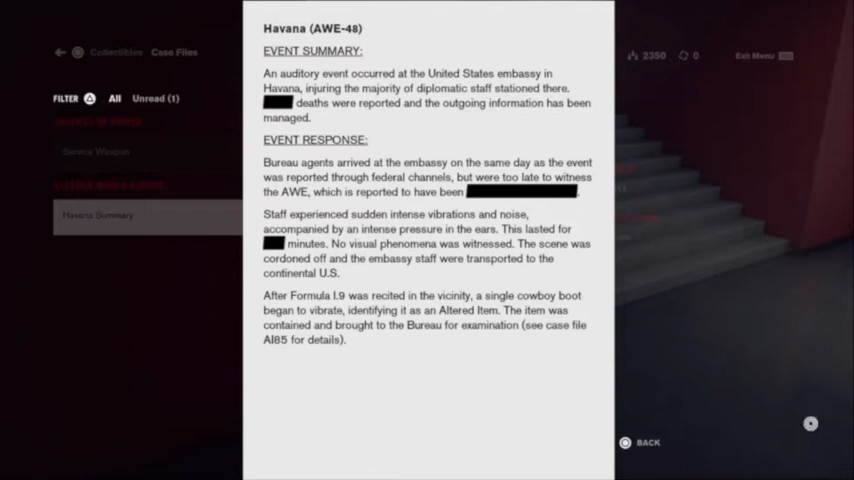 Havana (AWE-48)
Collectibles Case Files
2350 0 Exit Menu
EVENT SUMMARY:
An auditory event occurred at the United States embassy in
Havana, injuring the majority of diplomatic staff stationed there.
deaths were reported and the outgoing information has been
managed.
FILTER All Unread (1)
EVENT RESPONSE:
Service Weapon
Bureau agents arrived at the embassy on the same day as the event
was reported through federal channels, but were too late to witness
the AWE, which is reported to have been .
Havana Summary
Staff experienced sudden intense vibrations and noise,
accompanied by an intense pressure in the ears. This lasted for
minutes. No visual phenomena was witnessed. The scene was
cordoned off and the embassy staff were transported to the
continental U.S.
After Formula I.9 was recited in the vicinity, a single cowboy boot
began to vibrate, identifying it as an Altered Item. The item was
contained and brought to the Bureau for examination (see case file
AI85 for details).
BACK